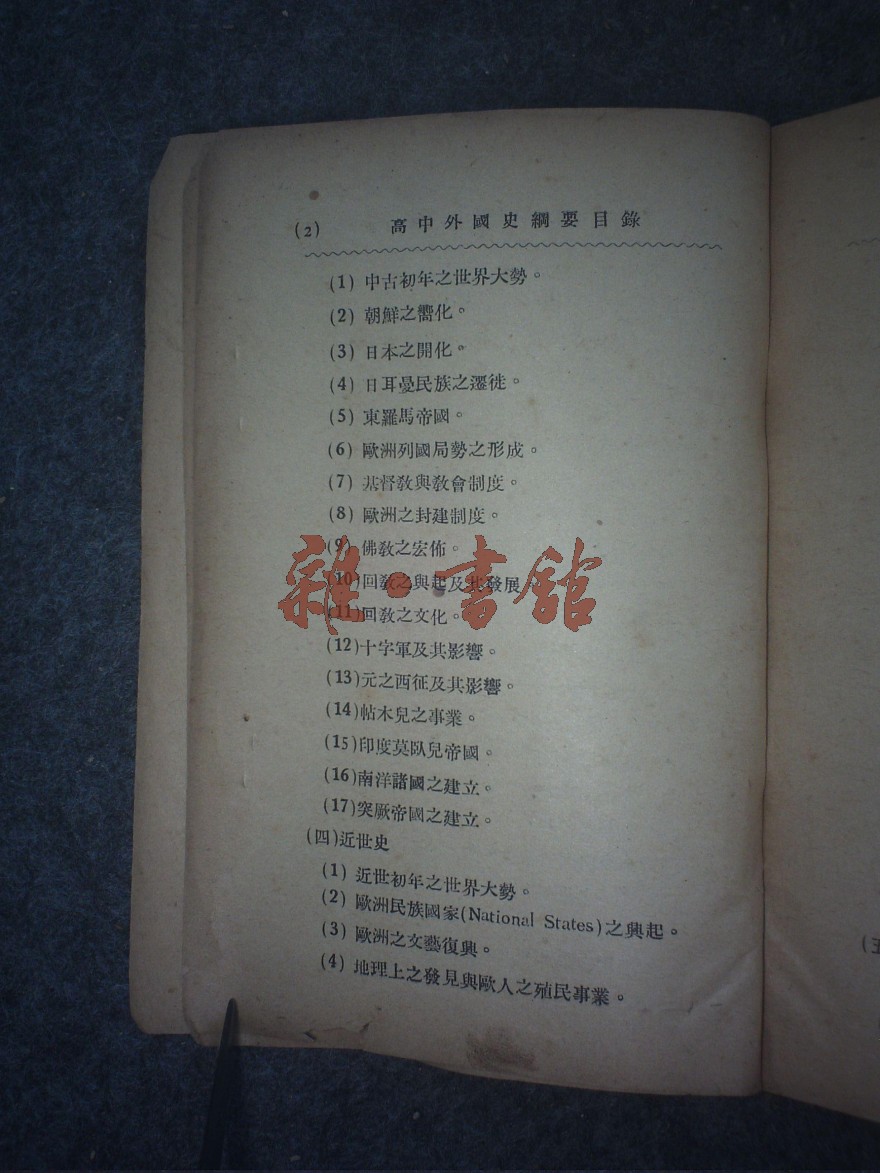 (2) 高中外國史綱要目錄
(1) 中古初年之世界大勢。
(2) 朝鮮之嚮化。
(3) 日本之開化。
(4) 日耳曼民族之遷徙。
(5) 東羅馬帝國。
(6) 歐洲列國局勢之形成。
(7) 基督教與教會制度。
(8) 歐洲之封建制度。
(9) 佛教之宏佈。
(10)回教之興起及其發展。
(11)回教之文化。
雜·書館
(12)十字軍及其影響。
(13)元之西征及其影響。
(14)帖木兒之事業。
(15)印度莫臥兒帝國。
(16)南洋諸國之建立。
(17)突厥帝國之建立。
(四)近世史
(1) 近世初年之世界大勢。
(2) 歐洲民族國家(National States)之興起。
(3) 歐洲之文藝復興。
(4) 地理上之發見與歐人之殖民事業。